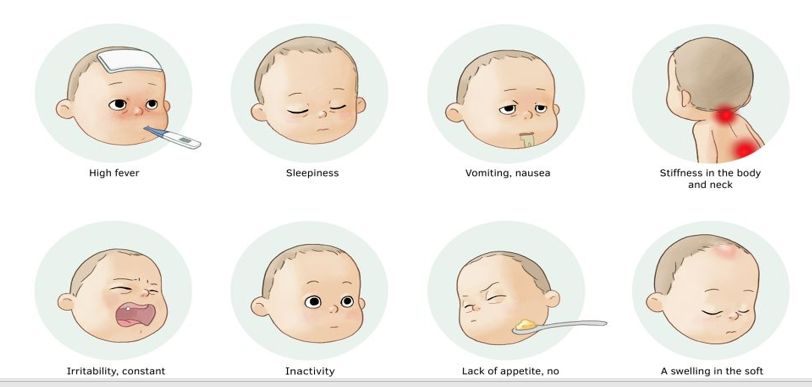 High fever
Sleepiness
Vomiting, nausea
Stiffness in the body
and neck
Irritability, constant
Inactivity
Lack of appetite, no
A swelling in the soft